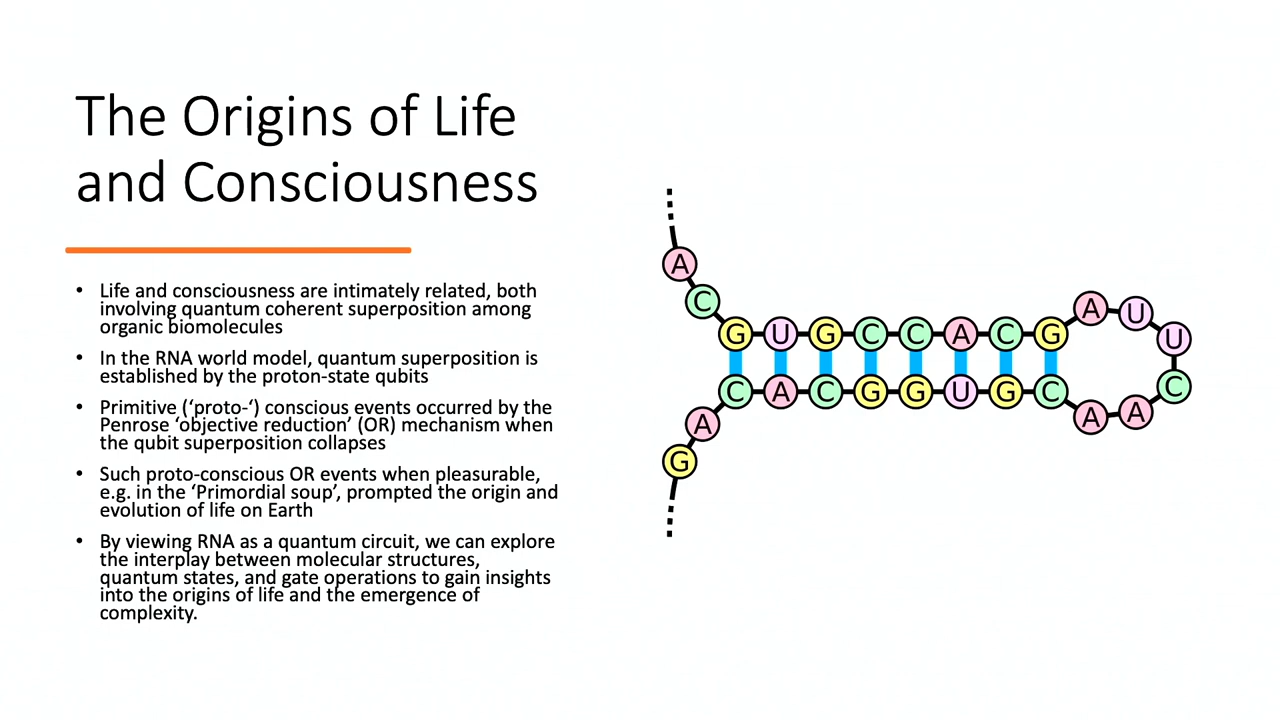 The Origins of Life
and Consciousness
• Life and consciousness are intimately related, both
involving quantum coherent superposition among
organic biomolecules
• In the RNA world model, quantum superposition is
established by the proton-state qubits
• Primitive (‘proto-‘) conscious events occurred by the
Penrose ‘objective reduction’ (OR) mechanism when
the qubit superposition collapses
• Such proto-conscious OR events when pleasurable,
e.g. in the ‘Primordial soup’, prompted the origin and
evolution of life on Earth
• By viewing RNA as a quantum circuit, we can explore
the interplay between molecular structures,
quantum states, and gate operations to gain insights
into the origins of life and the emergence of
complexity.
A
C
G U G C C A C G A U U
C
C A C G G U G C A A
A
G